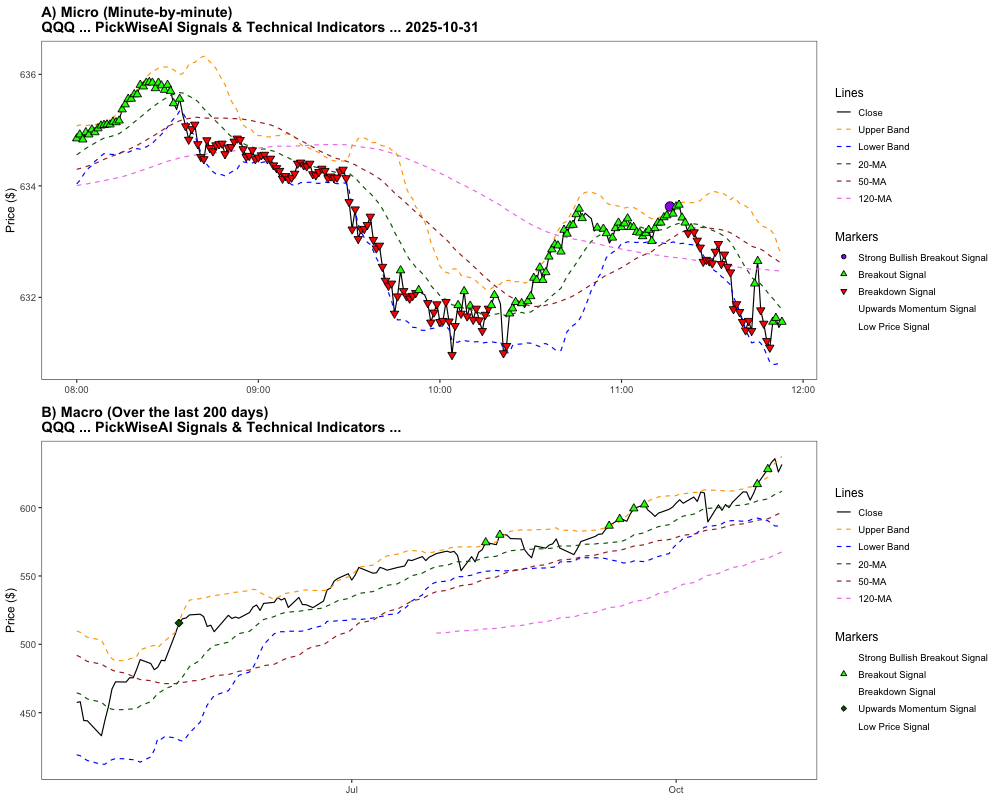 A) Micro (Minute-by-minute)
QQQ ... PickWiseAI Signals & Technical Indicators ... 2025-10-31
Price ($)
636
634
632
08:00
09:00
10:00
11:00
12:00
Lines
Close
Upper Band
Lower Band
20-MA
50-MA
120-MA
Markers
Strong Bullish Breakout Signal
Breakout Signal
Breakdown Signal
Upwards Momentum Signal
Low Price Signal
B) Macro (Over the last 200 days)
QQQ ... PickWiseAI Signals & Technical Indicators ...
Price ($)
600
550
500
450
Jul
Oct
Lines
Close
Upper Band
Lower Band
20-MA
50-MA
120-MA
Markers
Strong Bullish Breakout Signal
Breakout Signal
Breakdown Signal
Upwards Momentum Signal
Low Price Signal